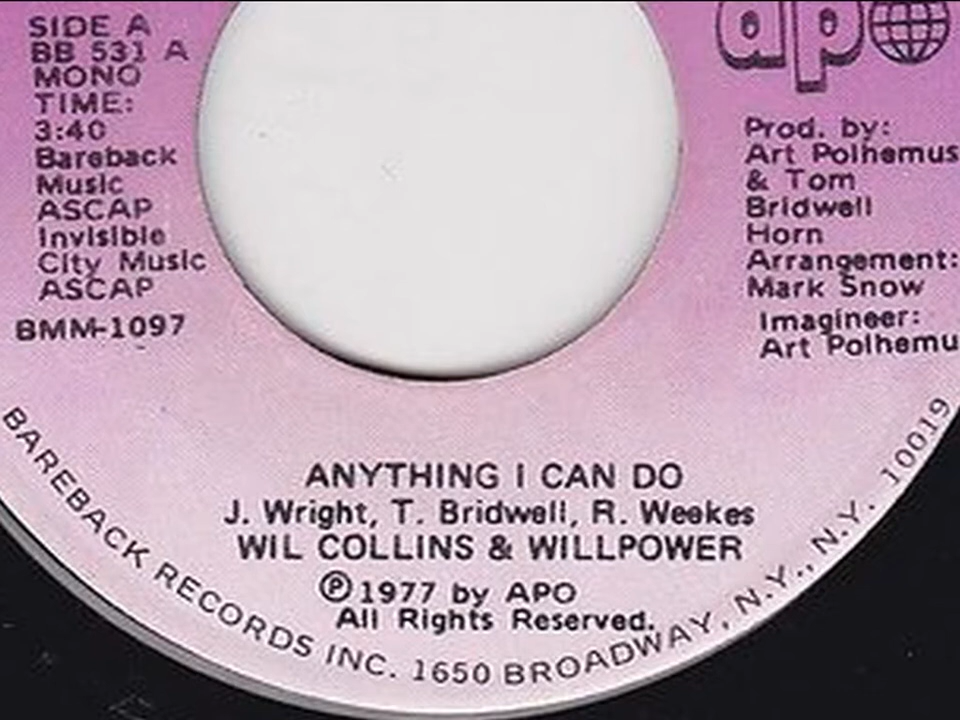 SIDE A
BB 531 A
MONO
TIME:
3:40
Bareback
Music
ASCAP
Invisible
City Music
ASCAP
BMM-1097
apo
Prod. by:
Art Polhemus
& Tom
Bridwell
Horn
Arrangement:
Mark Snow
Imagineer:
Art Polhemu
ANYTHING I CAN DO
J. Wright, T. Bridwell, R. Weekes
WIL COLLINS & WILLPOWER
℗1977 by APO
All Rights Reserved.
BAREBACK RECORDS INC. 1650 BROADWAY, N.Y., N.Y. 10019